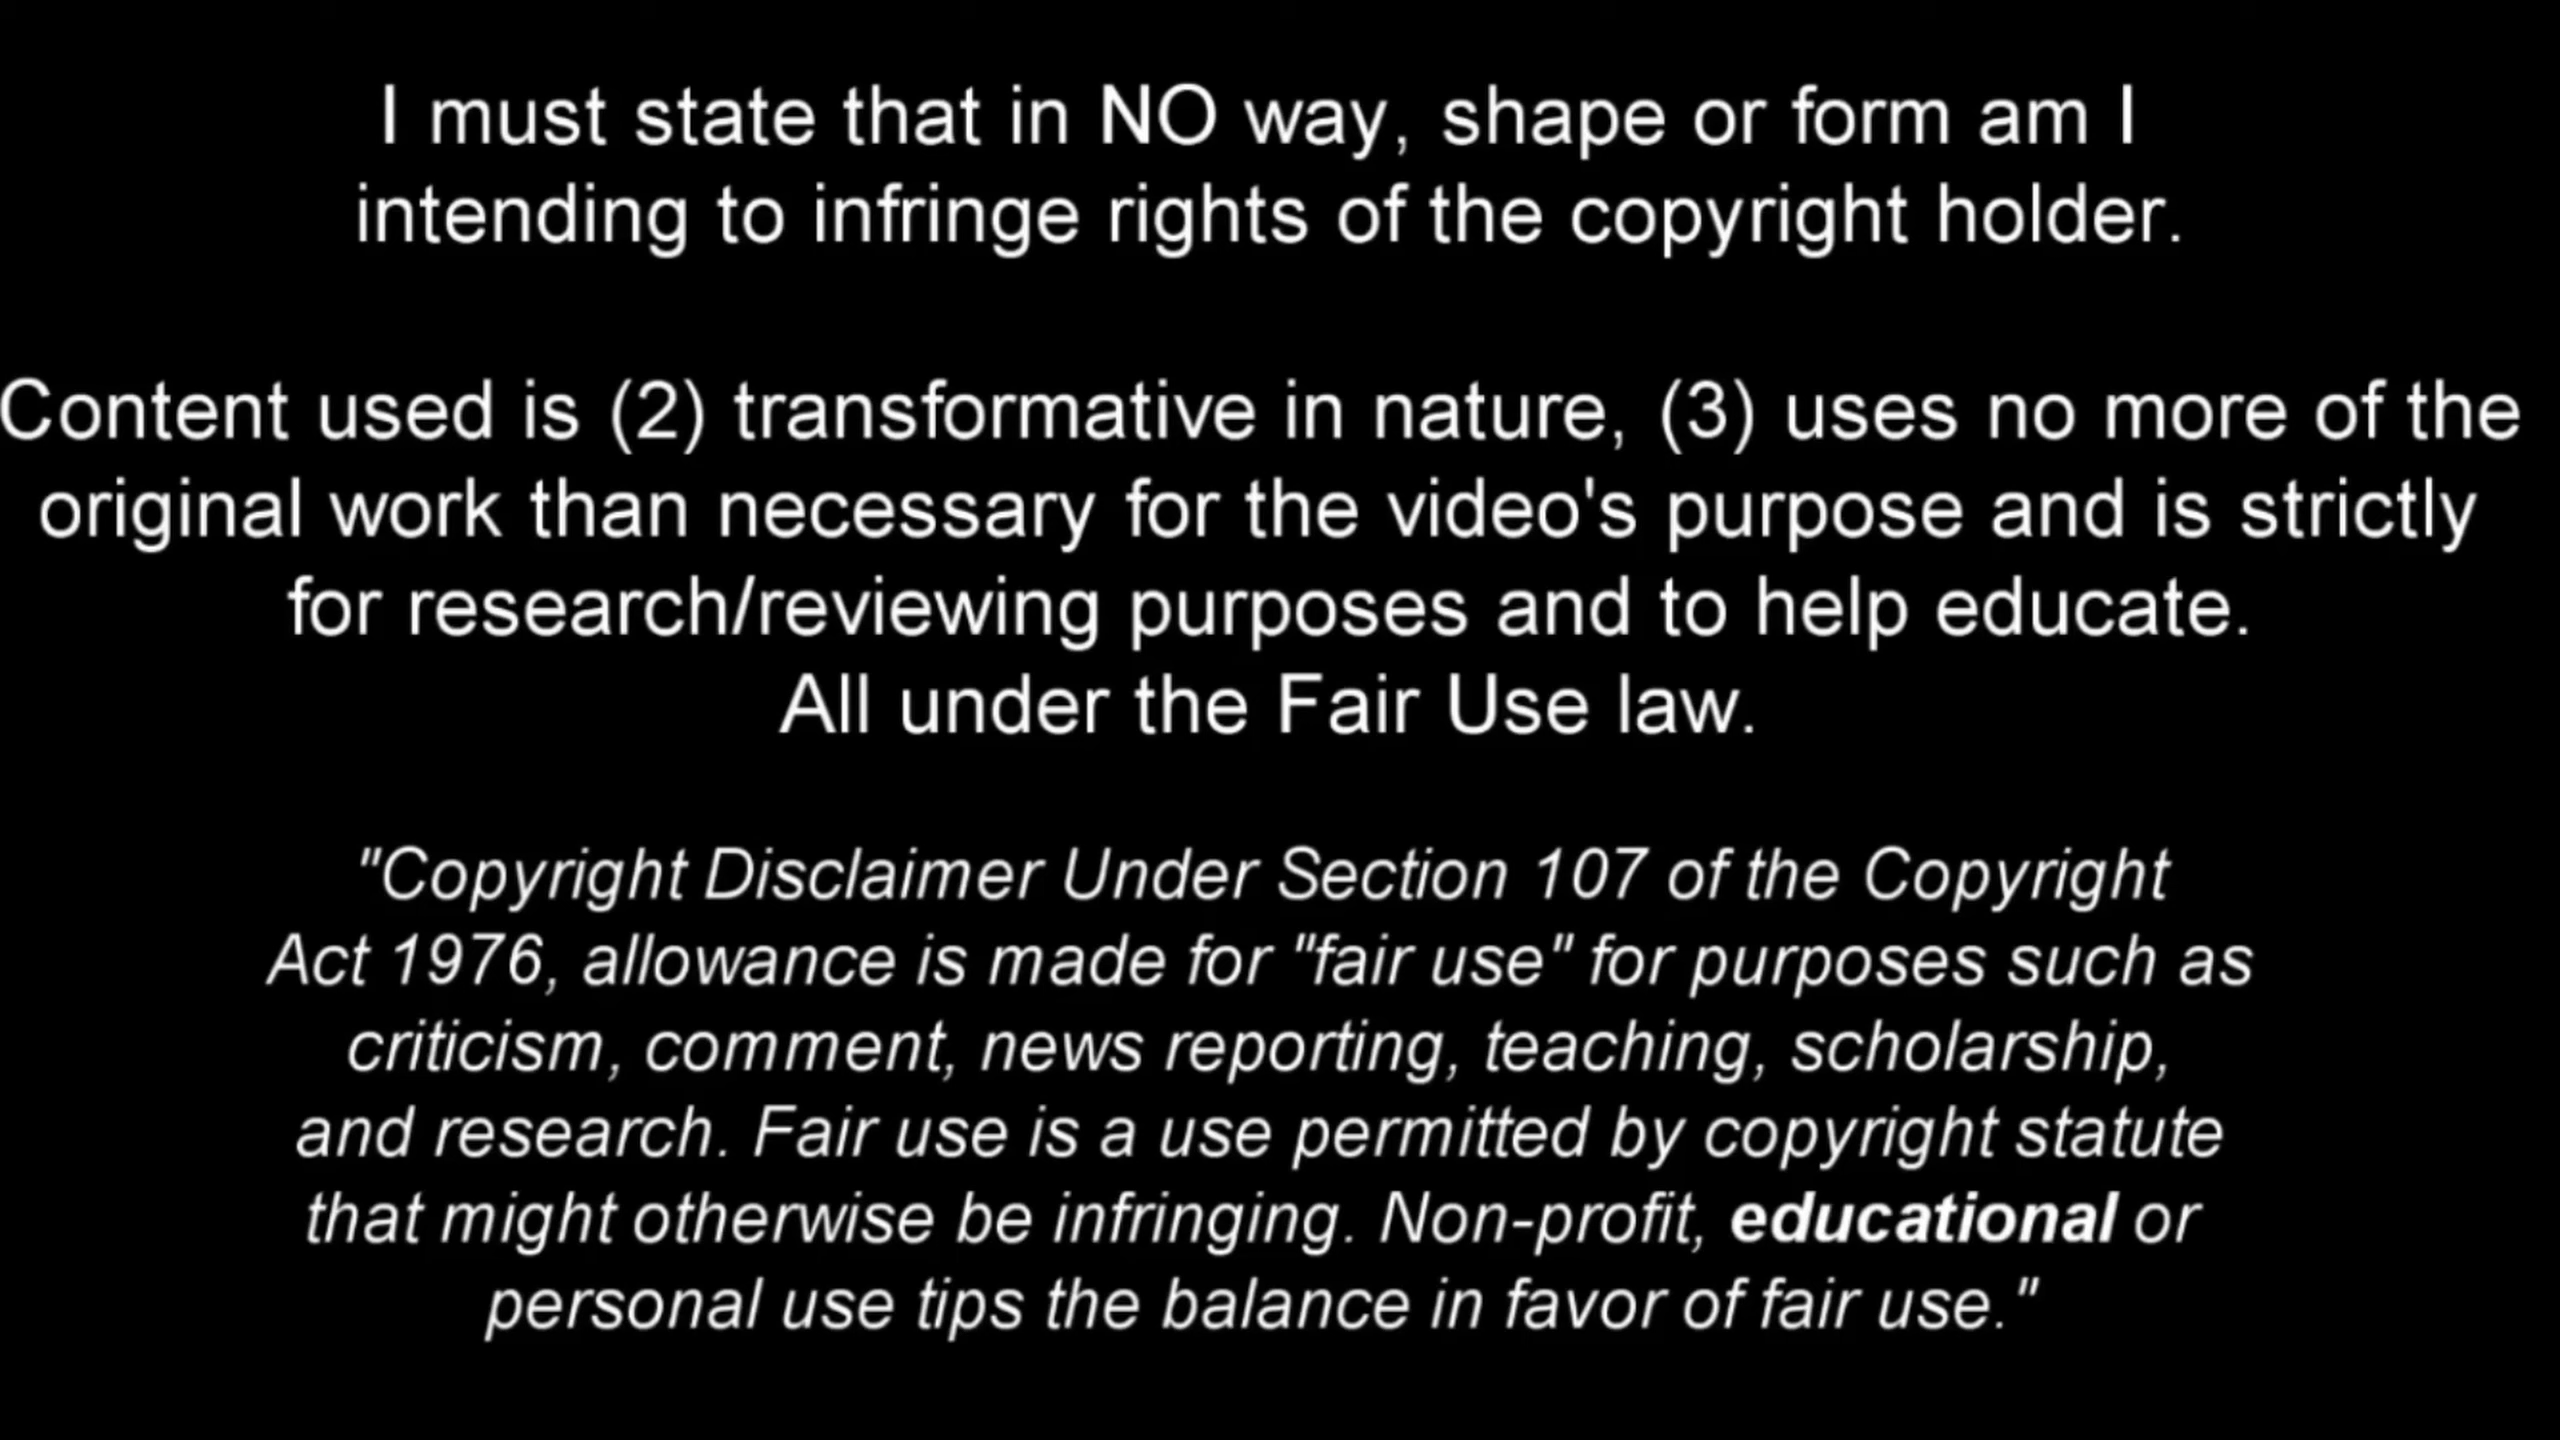 I must state that in NO way, shape or form am I
intending to infringe rights of the copyright holder.
Content used is (2) transformative in nature, (3) uses no more of the
original work than necessary for the video's purpose and is strictly
for research/reviewing purposes and to help educate.
All under the Fair Use law.
"Copyright Disclaimer Under Section 107 of the Copyright
Act 1976, allowance is made for "fair use" for purposes such as
criticism, comment, news reporting, teaching, scholarship,
and research. Fair use is a use permitted by copyright statute
that might otherwise be infringing. Non-profit, educational or
personal use tips the balance in favor of fair use."